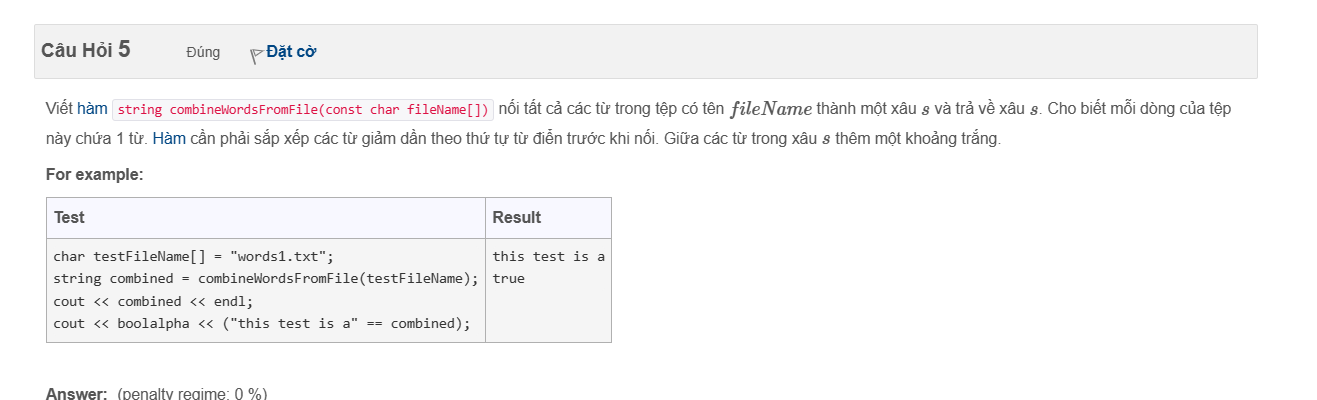 Câu Hỏi 5 Đúng Đặt cờ
Viết hàm string combineWordsFromFile(const char fileName[]) nối tất cả các từ trong tệp có tên fileName thành một xâu s và trả về xâu s. Cho biết mỗi dòng của tệp
này chứa 1 từ. Hàm cần phải sắp xếp các từ giảm dần theo thứ tự từ điển trước khi nối. Giữa các từ trong xâu s thêm một khoảng trắng.
For example:
Test Result
char testFileName[] = "words1.txt"; this test is a
string combined = combineWordsFromFile(testFileName); true
cout << combined << endl;
cout << boolalpha << ("this test is a" == combined);
Answer: (penalty regime: 0 %)